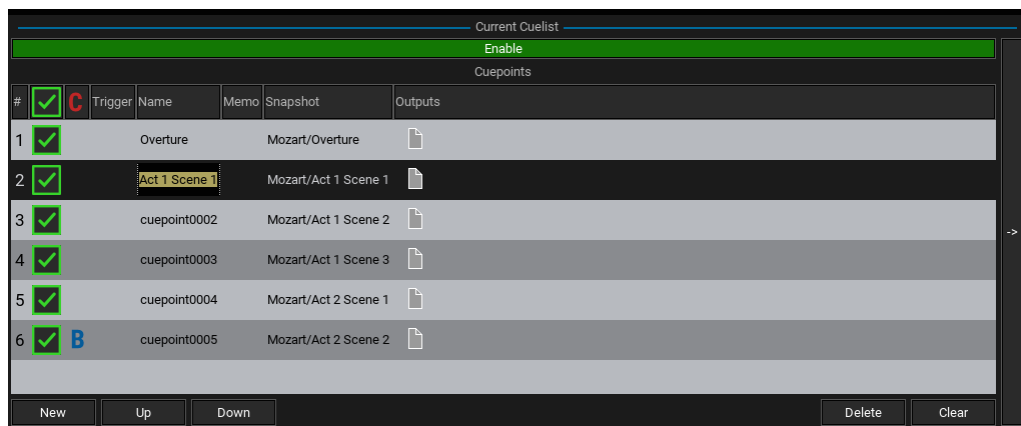 Current Cuelist
Enable
Cuepoints
# C Trigger Name Memo Snapshot Outputs
1 Overture Mozart/Overture
2 Act 1 Scene 1 Mozart/Act 1 Scene 1
3 cuepoint0002 Mozart/Act 1 Scene 2
4 cuepoint0003 Mozart/Act 1 Scene 3
5 cuepoint0004 Mozart/Act 2 Scene 1
6 B cuepoint0005 Mozart/Act 2 Scene 2
->
New Up Down Delete Clear